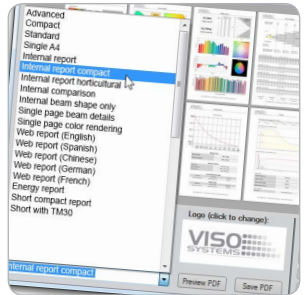 Advanced
Compact
Standard
Single A4
Internal report
Internal report compact
Internal report horticultural
Internal comparison
Internal beam shape only
Single page beam details
Single page color rendering
Web report (English)
Web report (Spanish)
Web report (Chinese)
Web report (German)
Web report (French)
Energy report
Short compact report
Short with TM30
Internal report compact
Logo (click to change):
VISO
SYSTEMS
Preview PDF
Save PDF